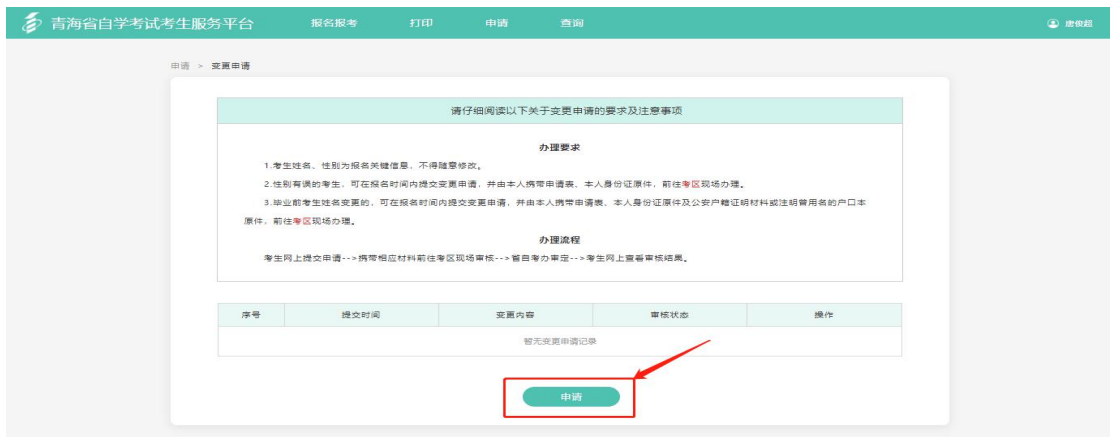 青海省自学考试考生服务平台 报名报考 打印 申请 查询 唐俊超
申请 > 变更申请
请仔细阅读以下关于变更申请的要求及注意事项
办理要求
1.考生姓名、性别为报名关键信息，不得随意修改。
2.性别有误的考生，可在报名时间内提交变更申请，并由本人携带申请表、本人身份证原件，前往考区现场办理。
3.毕业前考生姓名变更的，可在报名时间内提交变更申请，并由本人携带申请表、本人身份证原件及公安户籍证明材料或注明曾用名的户口本
原件，前往考区现场办理。
办理流程
考生网上提交申请-->携带相应材料前往考区现场审核-->省自考办审定-->考生网上查看审核结果。
序号 提交时间 变更内容 审核状态 操作
暂无变更申请记录
申请